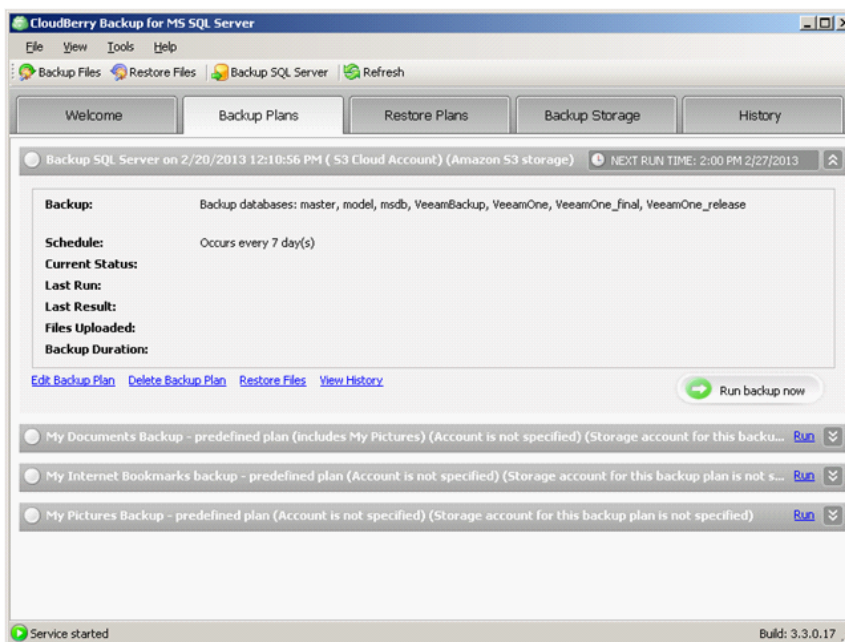 CloudBerry Backup for MS SQL Server
File View Tools Help
Backup Files Restore Files Backup SQL Server Refresh
Welcome Backup Plans Restore Plans Backup Storage History
Backup SQL Server on 2/20/2013 12:10:56 PM ( S3 Cloud Account) (Amazon S3 storage) NEXT RUN TIME: 2:00 PM 2/27/2013
Backup: Backup databases: master, model, msdb, VeeamBackup, VeeamOne, VeeamOne_final, VeeamOne_release
Schedule: Occurs every 7 day(s)
Current Status:
Last Run:
Last Result:
Files Uploaded:
Backup Duration:
Edit Backup Plan Delete Backup Plan Restore Files View History
Run backup now
My Documents Backup - predefined plan (includes My Pictures) (Account is not specified) (Storage account for this backu... Run
My Internet Bookmarks backup - predefined plan (Account is not specified) (Storage account for this backup plan is not s... Run
My Pictures Backup - predefined plan (Account is not specified) (Storage account for this backup plan is not specified) Run
Service started Build: 3.3.0.17